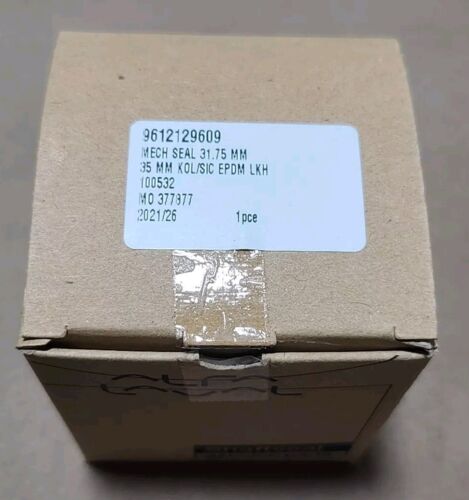 9612129609
MECH SEAL 31.75 MM
35 MM KOL/SIC EPDM LKH
100532
MO 377877
2021/26 1pce